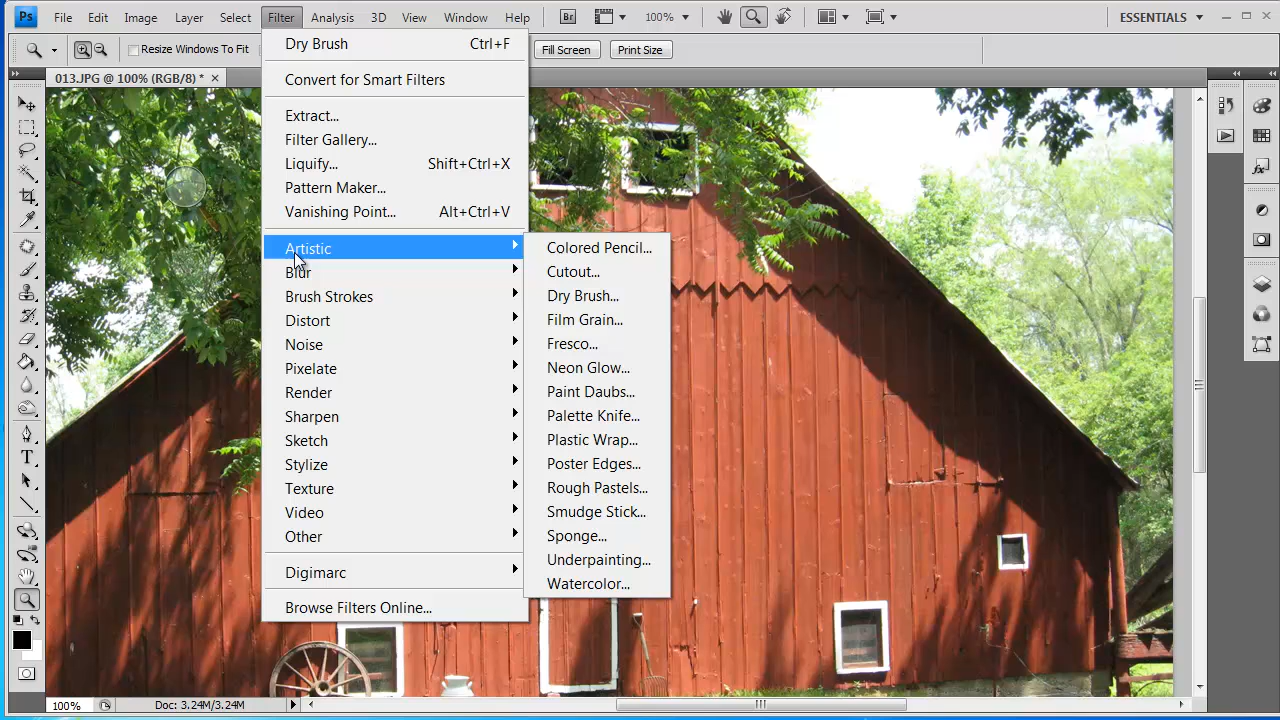 Ps File Edit Image Layer Select Filter Analysis 3D View Window Help Br 100% ESSENTIALS
Resize Windows To Fit Fill Screen Print Size
013.JPG @ 100% (RGB/8) *
Dry Brush Ctrl+F
Convert for Smart Filters
Extract...
Filter Gallery...
Liquify... Shift+Ctrl+X
Pattern Maker...
Vanishing Point... Alt+Ctrl+V
Artistic
Blur
Brush Strokes
Distort
Noise
Pixelate
Render
Sharpen
Sketch
Stylize
Texture
Video
Other
Digimarc
Browse Filters Online...
Colored Pencil...
Cutout...
Dry Brush...
Film Grain...
Fresco...
Neon Glow...
Paint Daubs...
Palette Knife...
Plastic Wrap...
Poster Edges...
Rough Pastels...
Smudge Stick...
Sponge...
Underpainting...
Watercolor...
100% Doc: 3.24M/3.24M